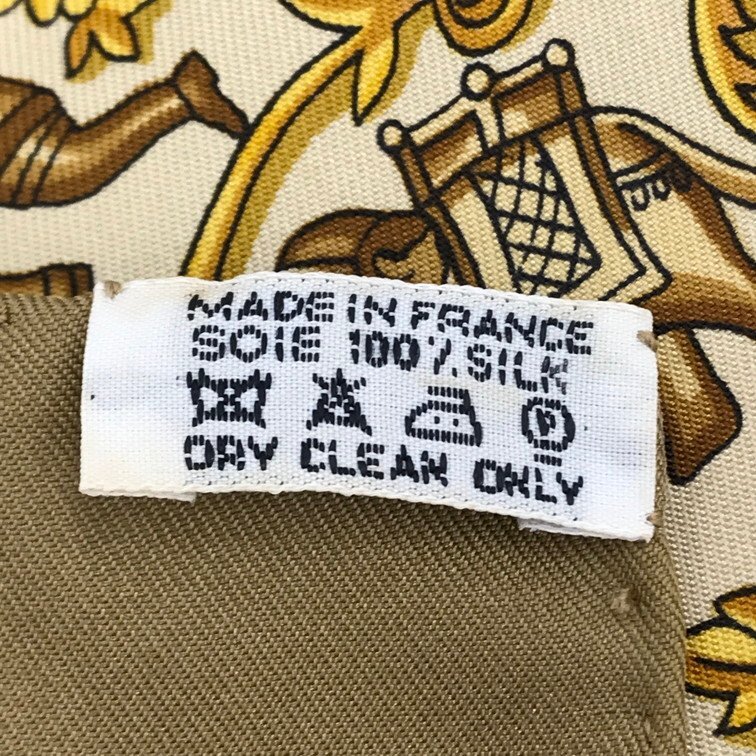 MADE IN FRANCE
SOIE 100% SILK
P
DRY CLEAN ONLY